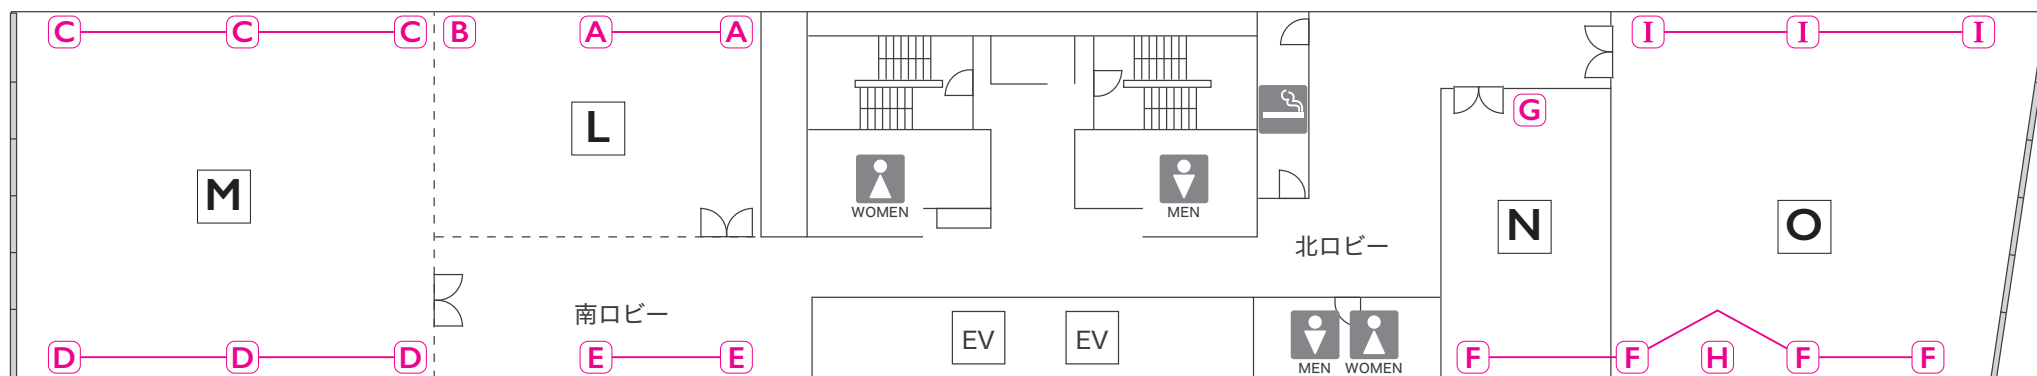 C C C B A A I I I
G
L
M
WOMEN MEN
N O
北ロビー
南ロビー
EV EV
D D D E E F F H F F
MEN WOMEN